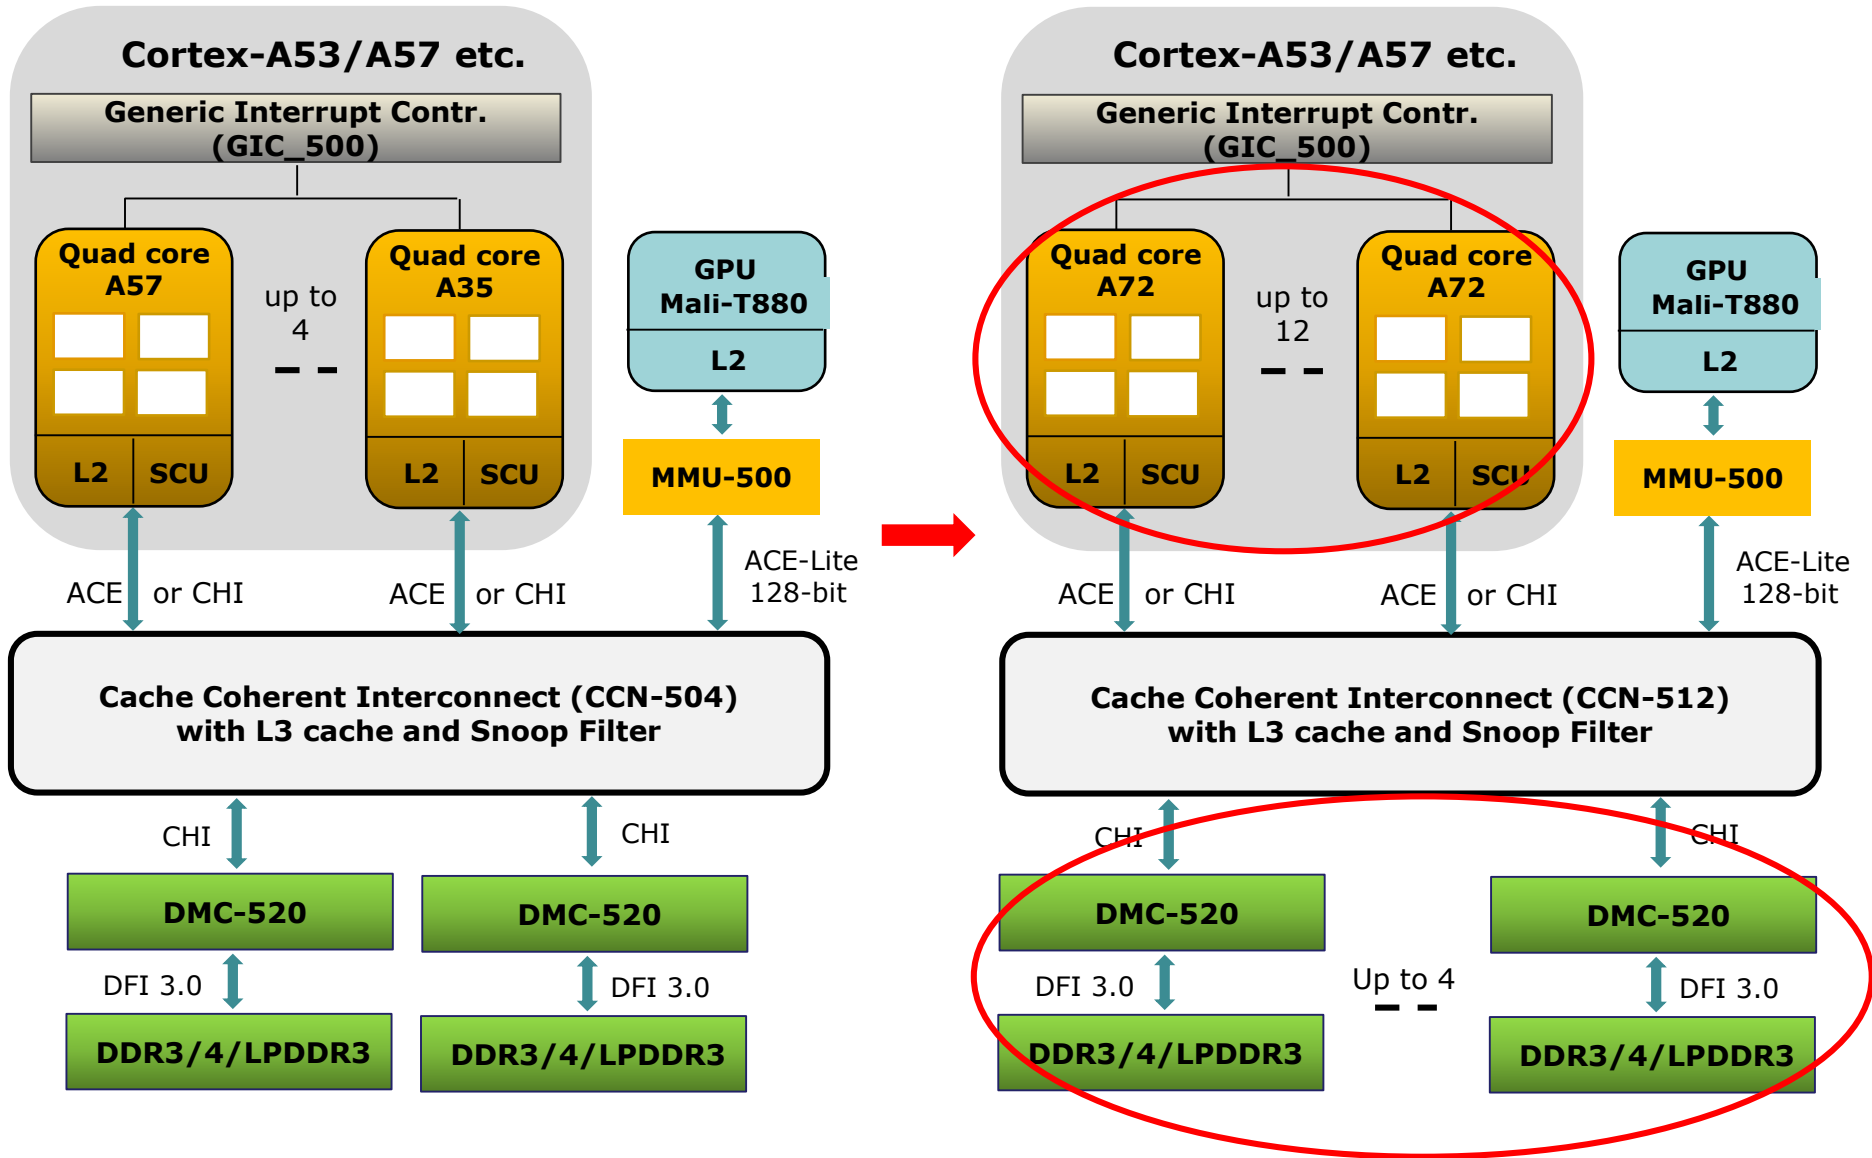 Cortex-A53/A57 etc.
Generic Interrupt Contr.
(GIC_500)
Quad core
A57
up to
4
Quad core
A35
L2
SCU
L2
SCU
GPU
Mali-T880
L2
MMU-500
ACE or CHI
ACE or CHI
ACE-Lite
128-bit
Cache Coherent Interconnect (CCN-504)
with L3 cache and Snoop Filter
CHI
CHI
DMC-520
DMC-520
DFI 3.0
DFI 3.0
DDR3/4/LPDDR3
DDR3/4/LPDDR3
Cortex-A53/A57 etc.
Generic Interrupt Contr.
(GIC_500)
Quad core
A72
up to
12
Quad core
A72
L2
SCU
L2
SCU
GPU
Mali-T880
L2
MMU-500
ACE or CHI
ACE or CHI
ACE-Lite
128-bit
Cache Coherent Interconnect (CCN-512)
with L3 cache and Snoop Filter
CHI
CHI
DMC-520
DMC-520
DFI 3.0
Up to 4
DFI 3.0
DDR3/4/LPDDR3
DDR3/4/LPDDR3